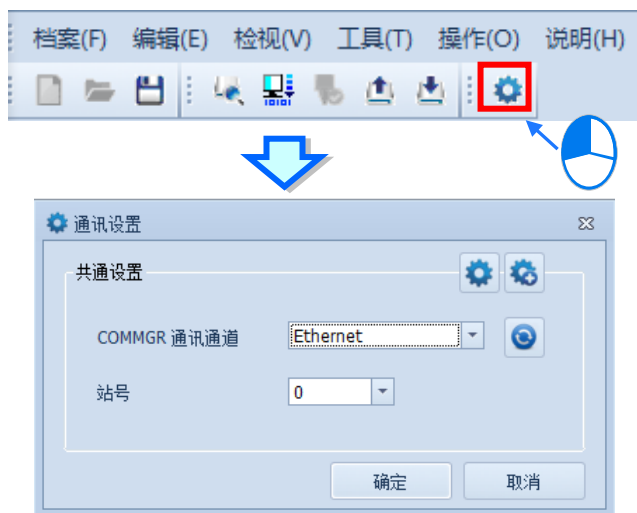 档案(F) 编辑(E) 检视(V) 工具(T) 操作(O) 说明(H)
通讯设置
共通设置
COMMGR 通讯通道 Ethernet
站号 0
确定 取消